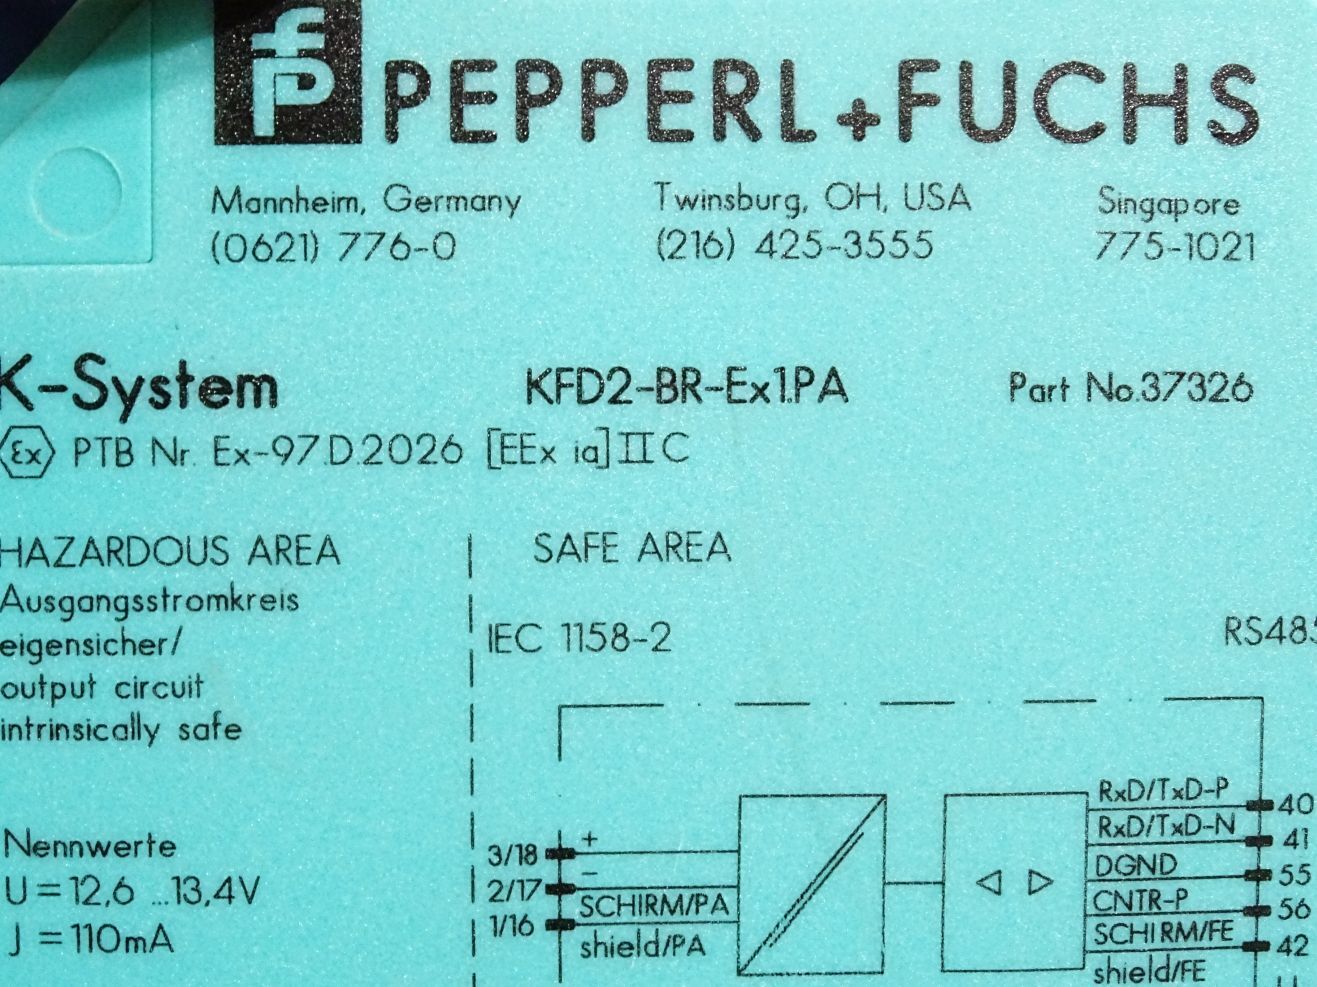 PEPPERL+FUCHS
Mannheim, Germany Twinsburg, OH, USA Singapore
(0621) 776-0 (216) 425-3555 775-1021
K-System KFD2-BR-Ex1.PA Part No.37326
Ex PTB Nr. Ex-97.D.2026 [EEx ia]IIC
HAZARDOUS AREA SAFE AREA
Ausgangsstromkreis
eigensicher/
output circuit
intrinsically safe
IEC 1158-2 RS485
Nennwerte
U=12,6 ...13,4V
J =110mA
3/18 +
2/17 −
SCHIRM/PA
1/16
shield/PA
RxD/TxD-P 40
RxD/TxD-N 41
DGND 55
CNTR-P 56
SCHIRM/FE 42
shield/FE